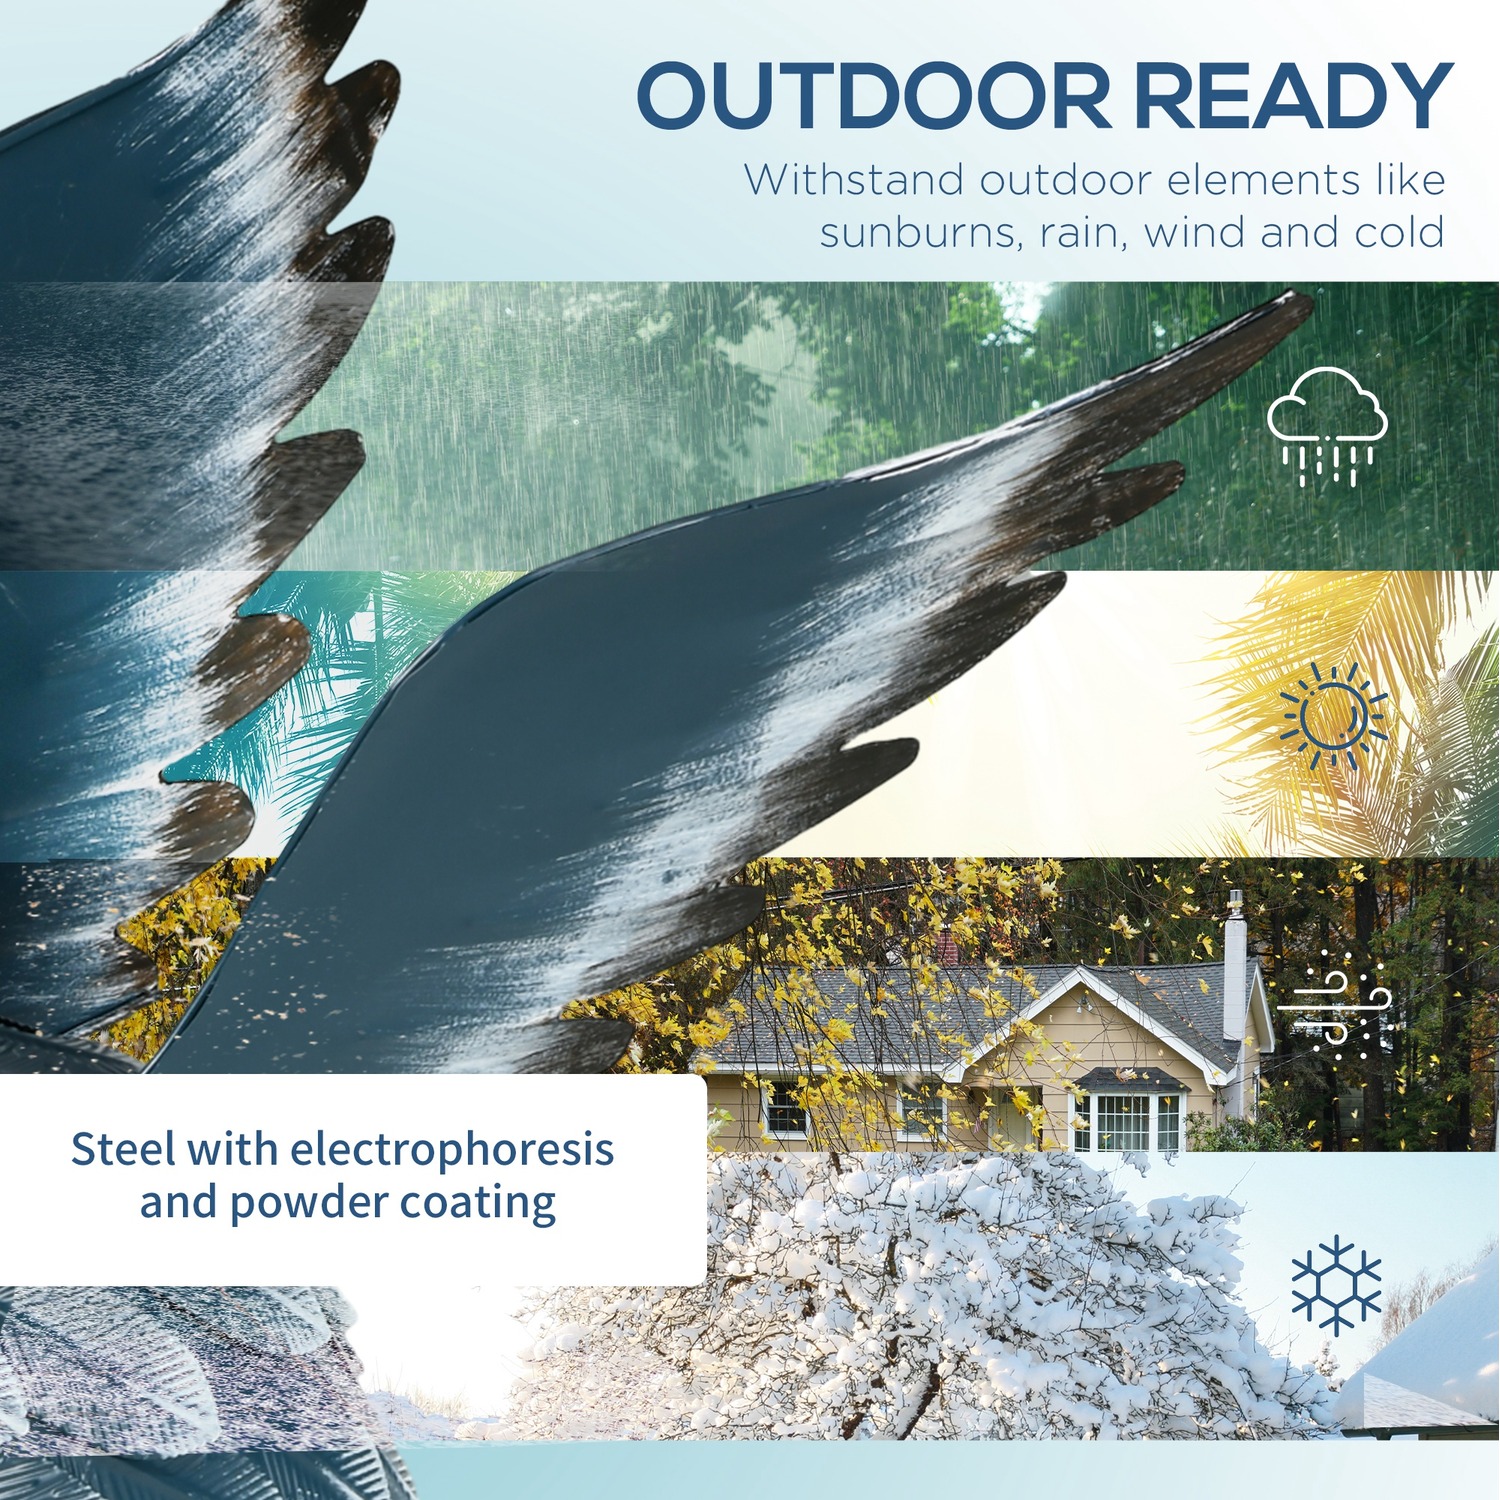 OUTDOOR READY
Withstand outdoor elements like
sunburns, rain, wind and cold
Steel with electrophoresis
and powder coating